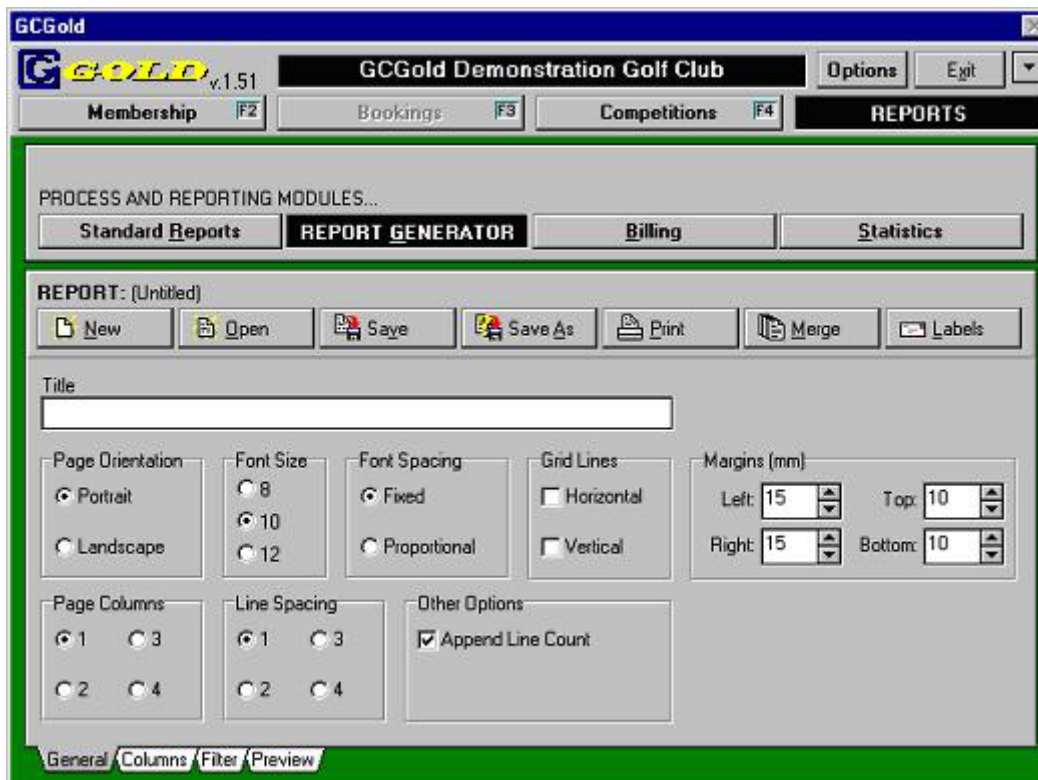 GCGold
G GOLD v.1.51 GCGold Demonstration Golf Club Options Exit
Membership F2 Bookings F3 Competitions F4 REPORTS
PROCESS AND REPORTING MODULES...
Standard Reports REPORT GENERATOR Billing Statistics
REPORT: (Untitled)
New Open Save Save As Print Merge Labels
Title
Page Orientation Font Size Font Spacing Grid Lines Margins (mm)
Portrait 8 Fixed Horizontal Left: 15 Top: 10
10
Landscape 12 Proportional Vertical Right: 15 Bottom: 10
Page Columns Line Spacing Other Options
1 3 1 3 Append Line Count
2 4 2 4
General Columns Filter Preview